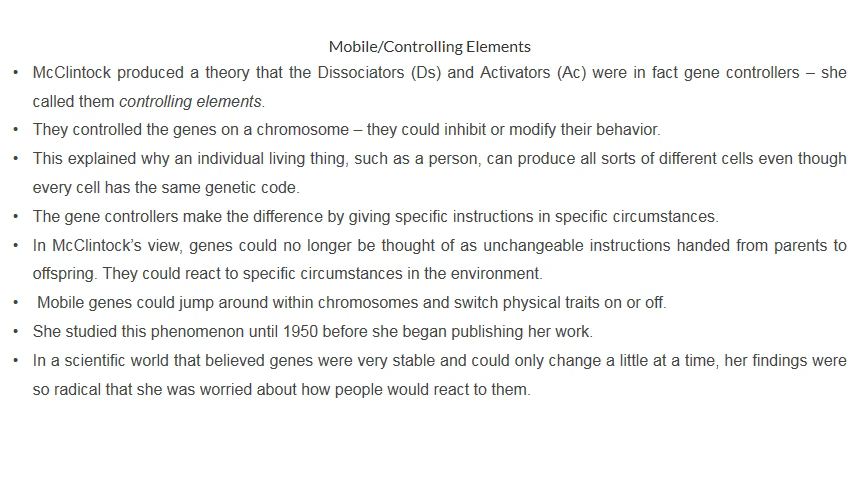 Mobile/Controlling Elements
• McClintock produced a theory that the Dissociators (Ds) and Activators (Ac) were in fact gene controllers – she
called them controlling elements.
• They controlled the genes on a chromosome – they could inhibit or modify their behavior.
• This explained why an individual living thing, such as a person, can produce all sorts of different cells even though
every cell has the same genetic code.
• The gene controllers make the difference by giving specific instructions in specific circumstances.
• In McClintock’s view, genes could no longer be thought of as unchangeable instructions handed from parents to
offspring. They could react to specific circumstances in the environment.
• Mobile genes could jump around within chromosomes and switch physical traits on or off.
• She studied this phenomenon until 1950 before she began publishing her work.
• In a scientific world that believed genes were very stable and could only change a little at a time, her findings were
so radical that she was worried about how people would react to them.